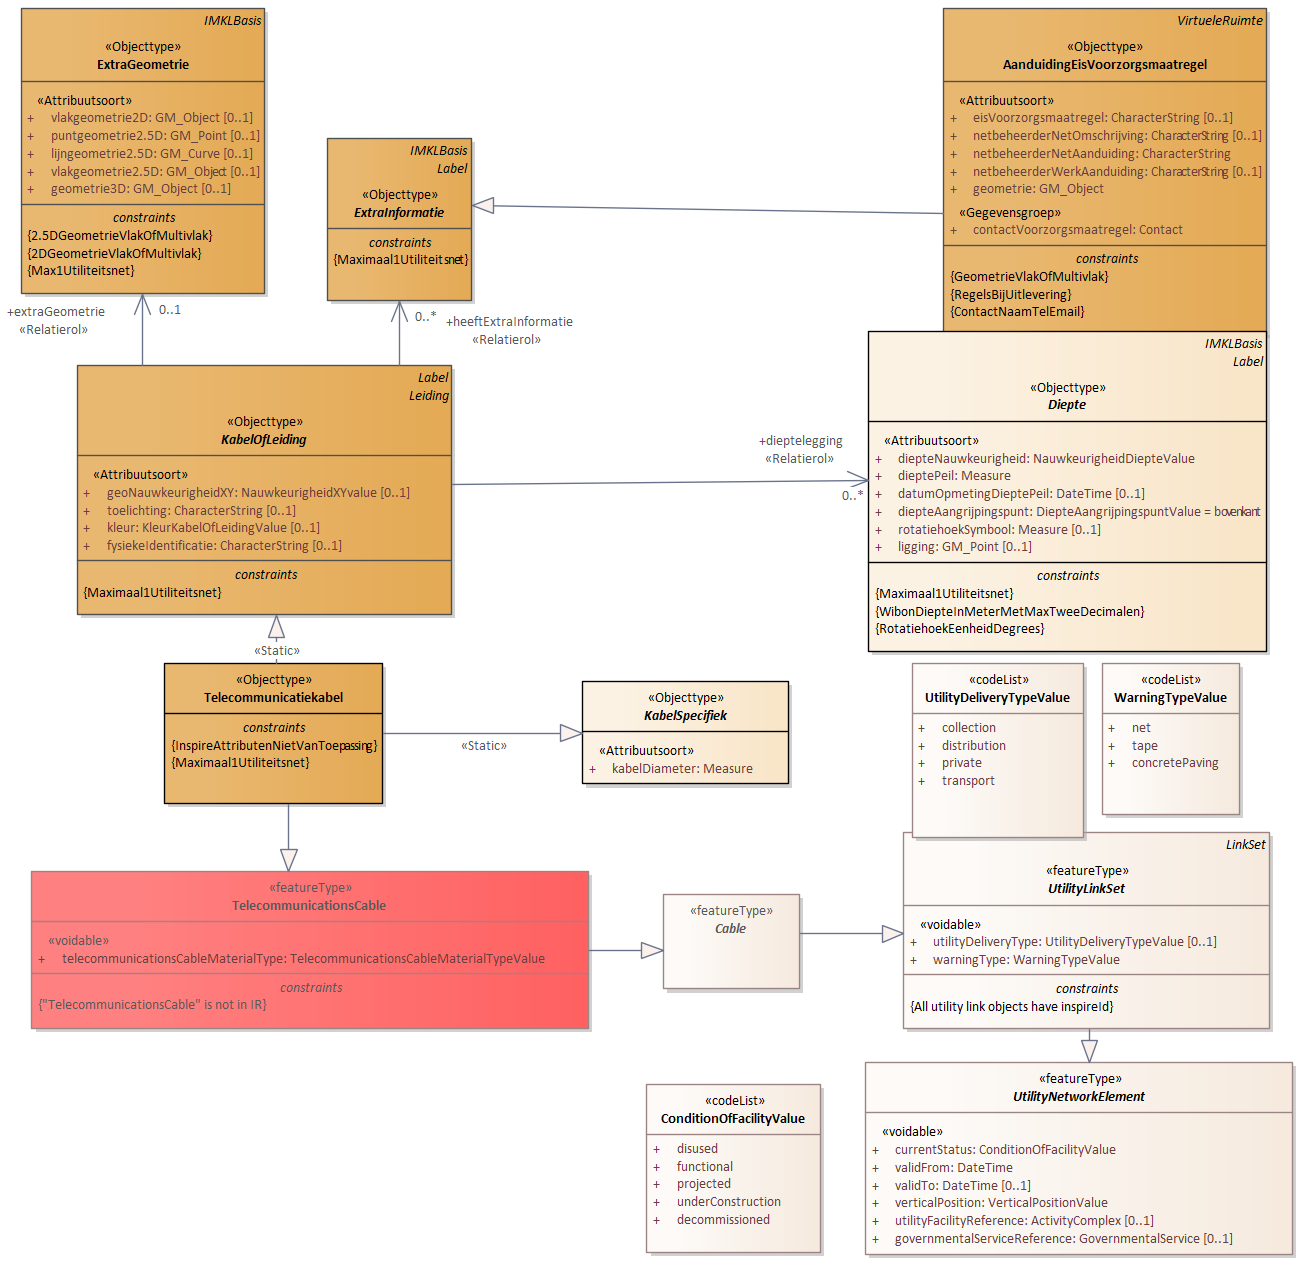 IMKLBasis
«Objecttype»
ExtraGeometrie
«Attribuutsoort»
+ vlakgeometrie2D: GM_Object [0..1]
+ puntgeometrie2.5D: GM_Point [0..1]
+ lijngeometrie2.5D: GM_Curve [0..1]
+ vlakgeometrie2.5D: GM_Object [0..1]
+ geometrie3D: GM_Object [0..1]
constraints
{2.5DGeometrieVlakOfMultivlak}
{2DGeometrieVlakOfMultivlak}
{Max1Utiliteitsnet}
IMKLBasis
Label
«Objecttype»
ExtraInformatie
constraints
{Maximaal1Utiliteitsnet}
VirtueleRuimte
«Objecttype»
AanduidingEisVoorzorgsmaatregel
«Attribuutsoort»
+ eisVoorzorgsmaatregel: CharacterString [0..1]
+ netbeheerderNetOmschrijving: CharacterString [0..1]
+ netbeheerderNetAanduiding: CharacterString
+ netbeheerderWerkAanduiding: CharacterString [0..1]
+ geometrie: GM_Object
«Gegevensgroep»
+ contactVoorzorgsmaatregel: Contact
constraints
{GeometrieVlakOfMultivlak}
{RegelsBijUitlevering}
{ContactNaamTelEmail}
+extraGeometrie
«Relatierol»
0..1
0..*
+heeftExtraInformatie
«Relatierol»
Label
Leiding
«Objecttype»
KabelOfLeiding
«Attribuutsoort»
+ geoNauwkeurigheidXY: NauwkeurigheidXYvalue [0..1]
+ toelichting: CharacterString [0..1]
+ kleur: KleurKabelOfLeidingValue [0..1]
+ fysiekeIdentificatie: CharacterString [0..1]
constraints
{Maximaal1Utiliteitsnet}
+dieptelegging
«Relatierol»
0..*
IMKLBasis
Label
«Objecttype»
Diepte
«Attribuutsoort»
+ diepteNauwkeurigheid: NauwkeurigheidDiepteValue
+ dieptePeil: Measure
+ datumOpmetingDieptePeil: DateTime [0..1]
+ diepteAangrijpingspunt: DiepteAangrijpingspuntValue = bovenkant
+ rotatiehoekSymbool: Measure [0..1]
+ ligging: GM_Point [0..1]
constraints
{Maximaal1Utiliteitsnet}
{WibonDiepteInMeterMetMaxTweeDecimalen}
{RotatiehoekEenheidDegrees}
«Static»
«Objecttype»
Telecommunicatiekabel
constraints
{InspireAttributenNietVanToepassing}
{Maximaal1Utiliteitsnet}
«Static»
«Objecttype»
KabelSpecifiek
«Attribuutsoort»
+ kabelDiameter: Measure
«codeList»
UtilityDeliveryTypeValue
+ collection
+ distribution
+ private
+ transport
«codeList»
WarningTypeValue
+ net
+ tape
+ concretePaving
«featureType»
TelecommunicationsCable
«voidable»
+ telecommunicationsCableMaterialType: TelecommunicationsCableMaterialTypeValue
constraints
{"TelecommunicationsCable" is not in IR}
«featureType»
Cable
LinkSet
«featureType»
UtilityLinkSet
«voidable»
+ utilityDeliveryType: UtilityDeliveryTypeValue [0..1]
+ warningType: WarningTypeValue
constraints
{All utility link objects have inspireId}
«codeList»
ConditionOfFacilityValue
+ disused
+ functional
+ projected
+ underConstruction
+ decommissioned
«featureType»
UtilityNetworkElement
«voidable»
+ currentStatus: ConditionOfFacilityValue
+ validFrom: DateTime
+ validTo: DateTime [0..1]
+ verticalPosition: VerticalPositionValue
+ utilityFacilityReference: ActivityComplex [0..1]
+ governmentalServiceReference: GovernmentalService [0..1]